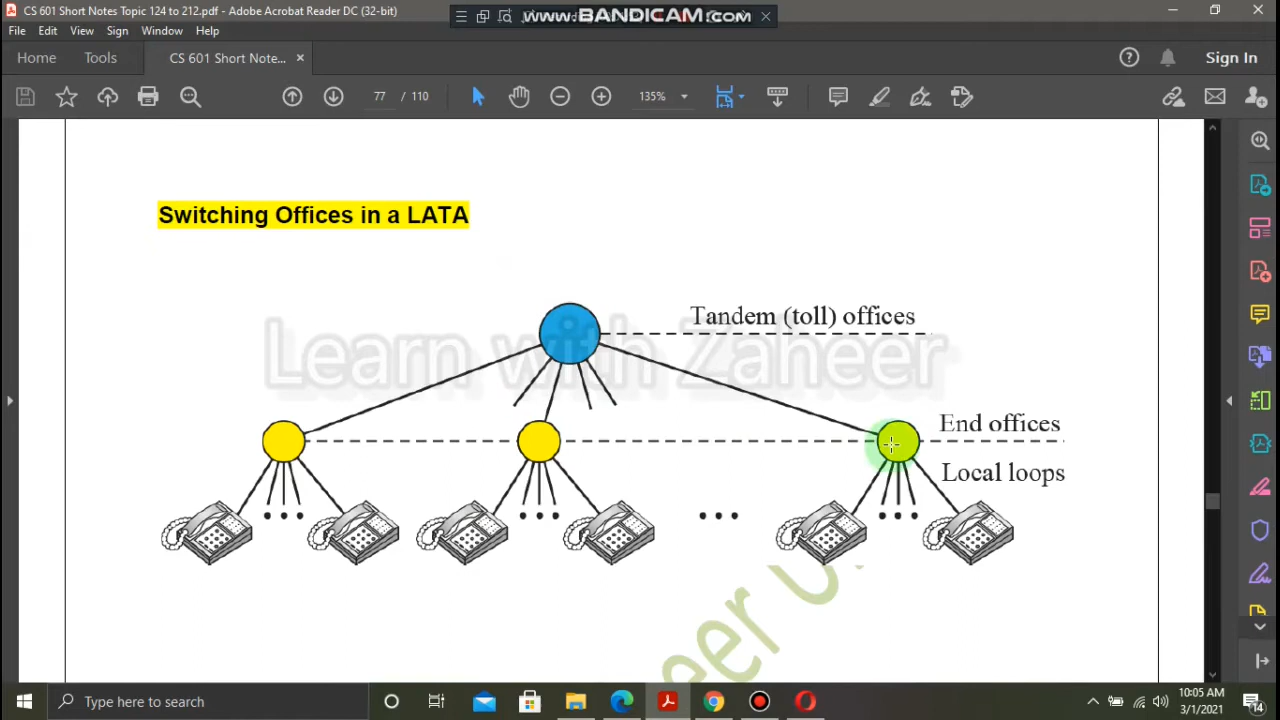 CS 601 Short Notes Topic 124 to 212.pdf - Adobe Acrobat Reader DC (32-bit)
www.BANDICAM.com
File Edit View Sign Window Help
Home Tools CS 601 Short Note... × Sign In
77 / 110 135%
Switching Offices in a LATA
Tandem (toll) offices
Learn with Zaheer
End offices
Local loops
Zaheer
Type here to search
10:05 AM
3/1/2021
14